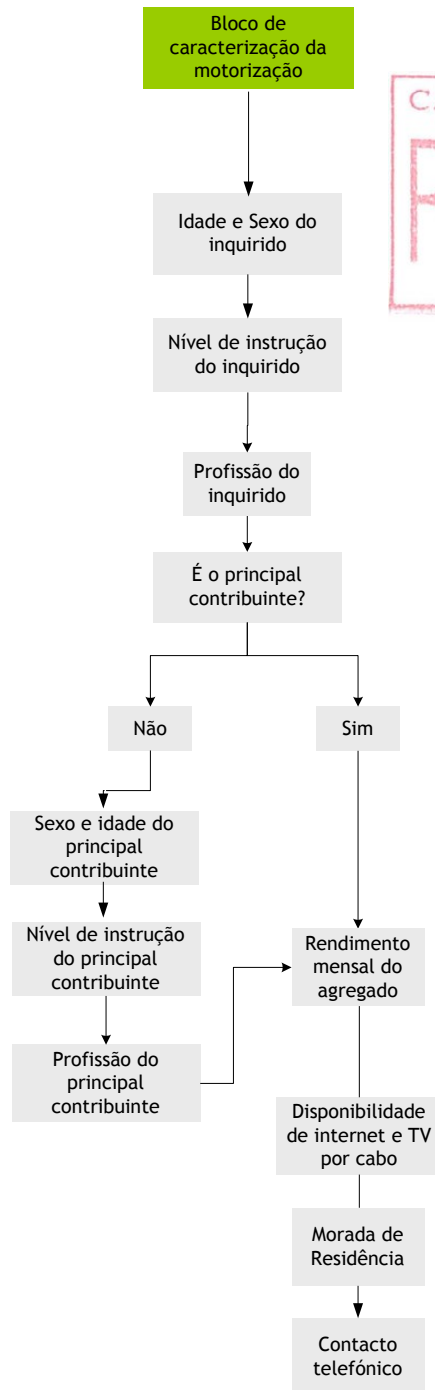 Bloco de
caracterização da
motorização
Idade e Sexo do
inquirido
Nível de instrução
do inquirido
Profissão do
inquirido
É o principal
contribuinte?
Não
Sim
Sexo e idade do
principal
contribuinte
Nível de instrução
do principal
contribuinte
Profissão do
principal
contribuinte
Rendimento
mensal do
agregado
Disponibilidade
de internet e TV
por cabo
Morada de
Residência
Contacto
telefónico